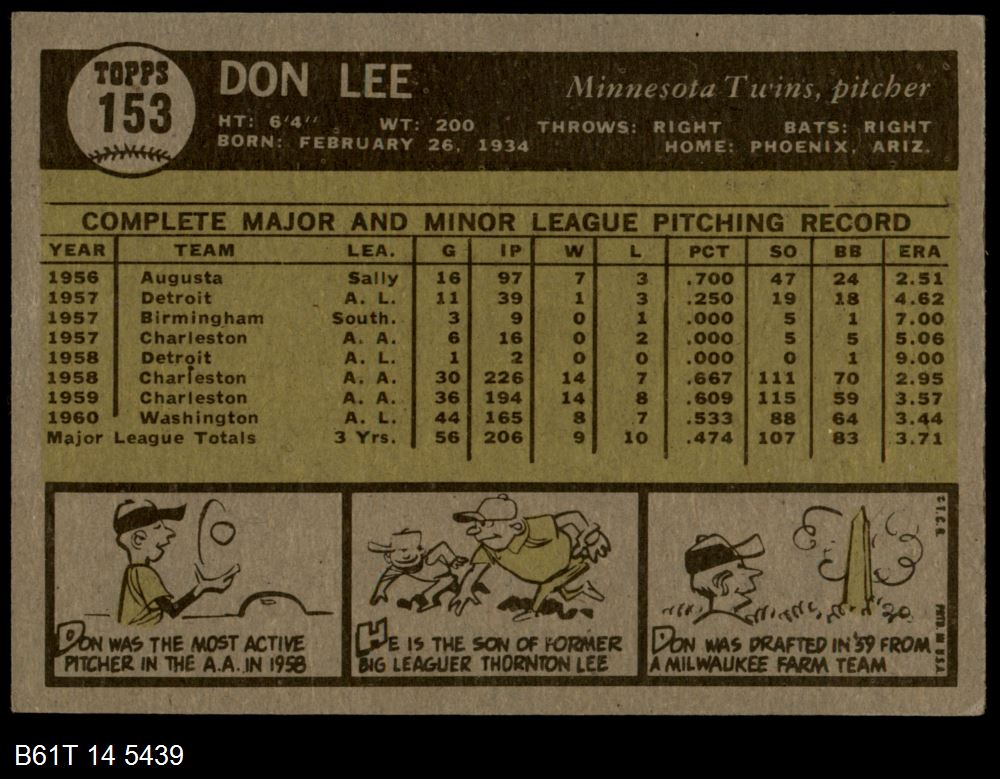 TOPPS
153
DON LEE
Minnesota Twins, pitcher
HT: 6'4" WT: 200 THROWS: RIGHT BATS: RIGHT
BORN: FEBRUARY 26, 1934 HOME: PHOENIX, ARIZ.
COMPLETE MAJOR AND MINOR LEAGUE PITCHING RECORD
YEAR TEAM LEA. G IP W L PCT SO BB ERA
1956 Augusta Sally 16 97 7 3 .700 47 24 2.51
1957 Detroit A. L. 11 39 1 3 .250 19 18 4.62
1957 Birmingham South. 3 9 0 1 .000 5 1 7.00
1957 Charleston A. A. 6 16 0 2 .000 5 5 5.06
1958 Detroit A. L. 1 2 0 0 .000 0 1 9.00
1958 Charleston A. A. 30 226 14 7 .667 111 70 2.95
1959 Charleston A. A. 36 194 14 8 .609 115 59 3.57
1960 Washington A. L. 44 165 8 7 .533 88 64 3.44
Major League Totals 3 Yrs. 56 206 9 10 .474 107 83 3.71
DON WAS THE MOST ACTIVE
PITCHER IN THE A.A. IN 1958
HE IS THE SON OF FORMER
BIG LEAGUER THORNTON LEE
DON WAS DRAFTED IN '59 FROM
A MILWAUKEE FARM TEAM
© T.C.G. PRTD. IN U.S.A.
B61T 14 5439